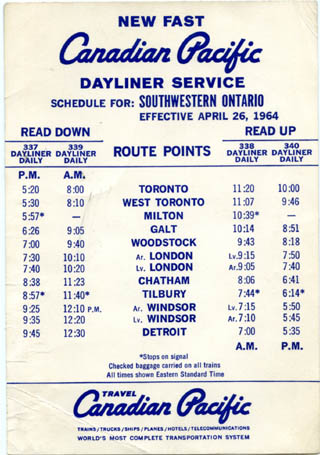 NEW FAST
Canadian Pacific
DAYLINER SERVICE
SCHEDULE FOR: SOUTHWESTERN ONTARIO
EFFECTIVE APRIL 26, 1964
READ DOWN READ UP
337 DAYLINER DAILY 339 DAYLINER DAILY ROUTE POINTS 338 DAYLINER DAILY 340 DAYLINER DAILY
P.M. A.M.
5:20 8:00 TORONTO 11:20 10:00
5:30 8:10 WEST TORONTO 11:07 9:46
5:57* — MILTON 10:39* —
6:26 9:05 GALT 10:14 8:51
7:00 9:40 WOODSTOCK 9:43 8:18
7:30 10:10 Ar. LONDON Lv. 9:15 7:50
7:40 10:20 Lv. LONDON Ar. 9:05 7:40
8:38 11:23 CHATHAM 8:06 6:41
8:57* 11:40* TILBURY 7:44* 6:14*
9:25 12:10 P.M. Ar. WINDSOR Lv. 7:15 5:50
9:35 12:20 Lv. WINDSOR Ar. 7:10 5:45
9:45 12:30 DETROIT 7:00 5:35
A.M. P.M.
*Stops on signal
Checked baggage carried on all trains
All times shown Eastern Standard Time
TRAVEL
Canadian Pacific
TRAINS / TRUCKS / SHIPS / PLANES / HOTELS / TELECOMMUNICATIONS
WORLD'S MOST COMPLETE TRANSPORTATION SYSTEM